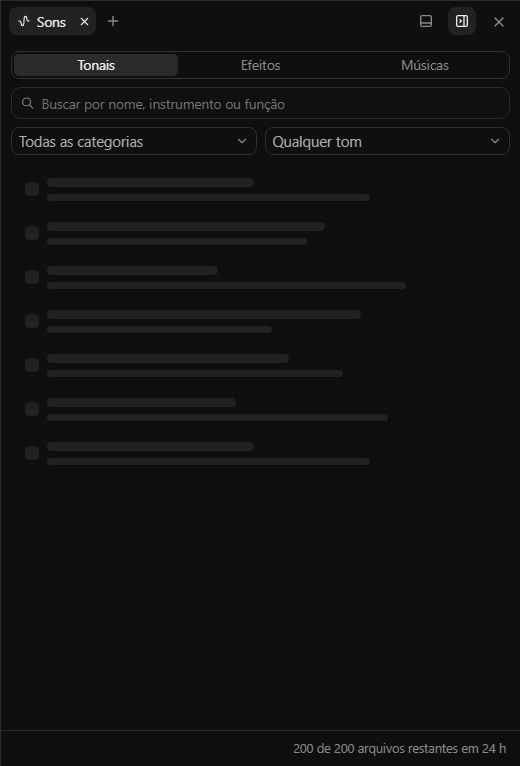 Sons
Tonais
Efeitos
Músicas
Buscar por nome, instrumento ou função
Todas as categorias
Qualquer tom
200 de 200 arquivos restantes em 24 h